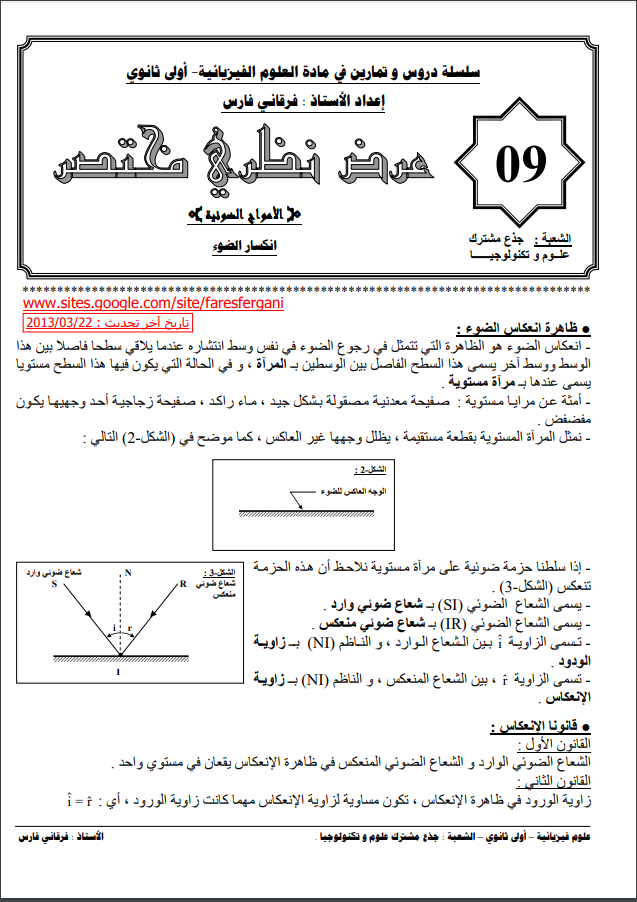 سلسلة دروس و تمارين في مادة العلوم الفيزيائية- أولى ثانوي
إعداد الأستاذ : فرقاني فارس
عرض نظري مختصر
09
الأمواج الضوئية
انكسار الضوء
الشعبة : جذع مشترك
علـــوم و تكنولوجيــــــا
**********************************************************************************
www.sites.google.com/site/faresfergani
تاريخ آخر تحديث : 2013/03/22
● ظاهرة انعكاس الضوء :
- انعكاس الضوء هو الظاهرة التي تتمثل في رجوع الضوء في نفس وسط انتشاره عندما يلاقي سطحا فاصلا بين هذا
الوسط ووسط آخر يسمى هذا السطح الفاصل بين الوسطين بـ المرآة ، و في الحالة التي يكون فيها هذا السطح مستويا
يسمى عندها بـ مرآة مستوية .
- أمثة عن مرايا مستوية : صفيحة معدنية مصقولة بشكل جيد ، ماء راكد ، صفيحة زجاجية أحد وجهيها يكون
مفضفض .
- نمثل المرآة المستوية بقطعة مستقيمة ، يظلل وجهها غير العاكس ، كما موضح في (الشكل-2) التالي :
الشكل-2 :
الوجه العاكس للضوء
- إذا سلطنا حزمة ضوئية على مرآة مستوية نلاحظ أن هذه الحزمة
تنعكس (الشكل-3) .
- يسمى الشعاع الضوئي (SI) بـ شعاع ضوئي وارد .
- يسمى الشعاع الضوئي (IR) بـ شعاع ضوئي منعكس .
- تسمى الزاوية î بين الشعاع الوارد ، و الناظم (NI) بـ زاوية
الودود .
- تسمى الزاوية r̂ ، بين الشعاع المنعكس ، و الناظم (NI) بـ زاوية
الإنعكاس .
الشكل-3 :
شعاع ضوئي
منعكس
شعاع ضوئي وارد
S
N
R
i
r
I
● قانونا الإنعكاس :
القانون الأول :
الشعاع الضوئي الوارد و الشعاع الضوئي المنعكس في ظاهرة الإنعكاس يقعان في مستوي واحد .
القانون الثاني :
زاوية الورود في ظاهرة الإنعكاس ، تكون مساوية لزاوية الإنعكاس مهما كانت زاوية الورود ، أي : î = r̂
علوم فيزيائية – أولى ثانوي – الشعبة : جذع مشترك علوم و تكنولوجيا .
الأستاذ : فرقاني فارس